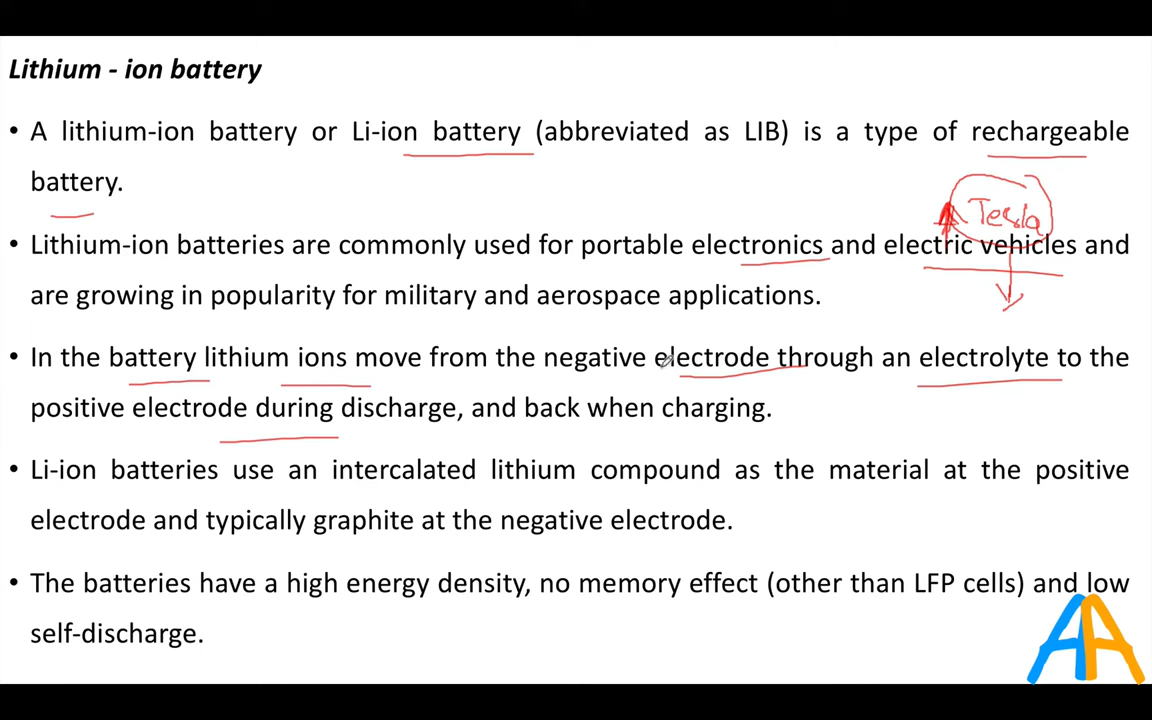 Lithium - ion battery
• A lithium-ion battery or Li-ion battery (abbreviated as LIB) is a type of rechargeable
battery.
Tesla
• Lithium-ion batteries are commonly used for portable electronics and electric vehicles and
are growing in popularity for military and aerospace applications.
• In the battery lithium ions move from the negative electrode through an electrolyte to the
positive electrode during discharge, and back when charging.
• Li-ion batteries use an intercalated lithium compound as the material at the positive
electrode and typically graphite at the negative electrode.
• The batteries have a high energy density, no memory effect (other than LFP cells) and low
self-discharge.
AA